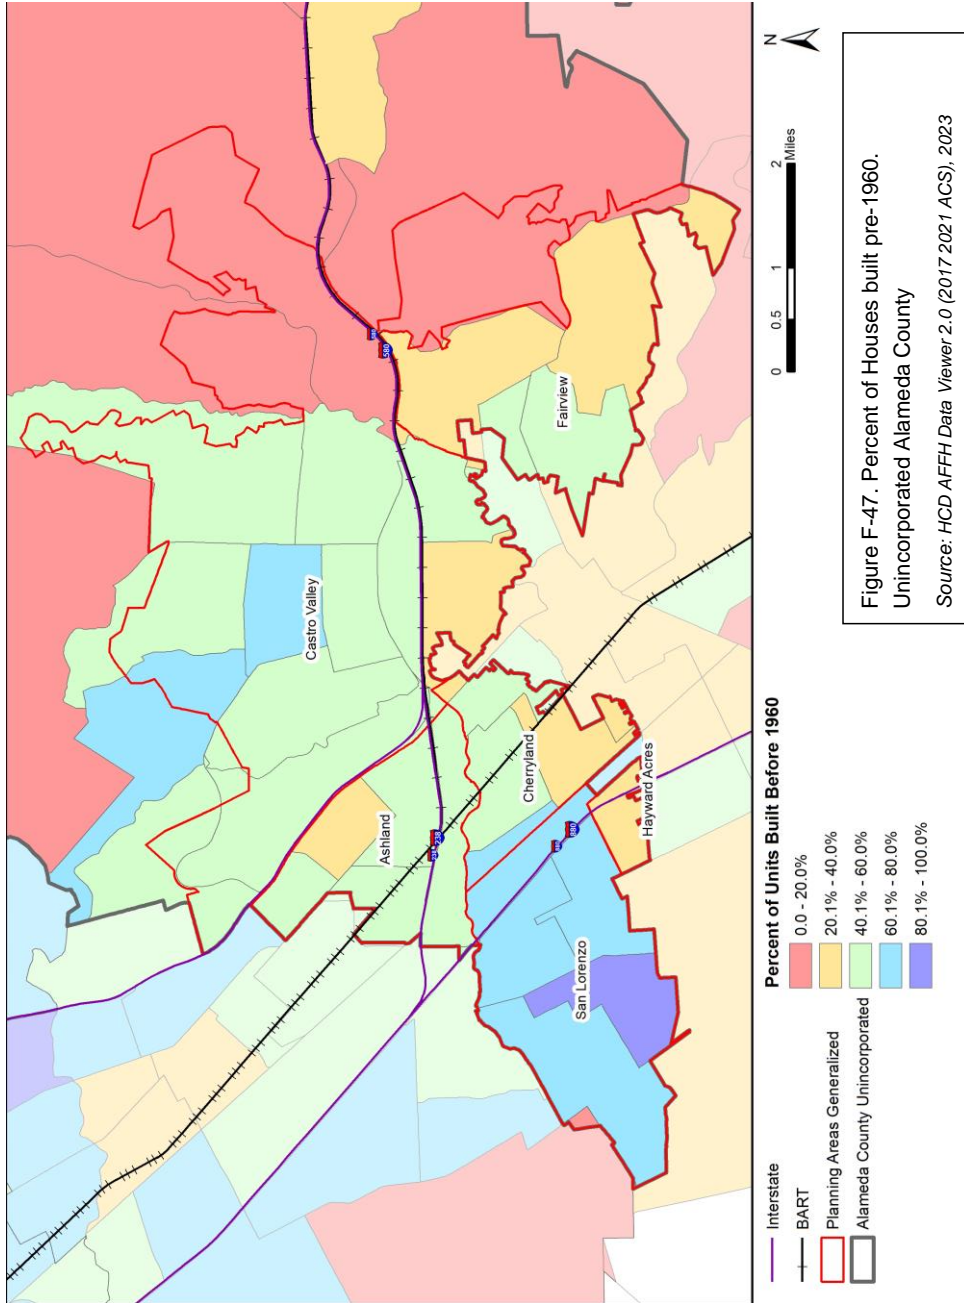 Castro Valley
Ashland
Cherryland
Fairview
Hayward Acres
San Lorenzo
580
238
880
N
0 0.5 1 2
Miles
Interstate
BART
Planning Areas Generalized
Alameda County Unincorporated
Percent of Units Built Before 1960
0.0 - 20.0%
20.1% - 40.0%
40.1% - 60.0%
60.1% - 80.0%
80.1% - 100.0%
Figure F-47. Percent of Houses built pre-1960.
Unincorporated Alameda County
Source: HCD AFFH Data Viewer 2.0 (2017 2021 ACS), 2023